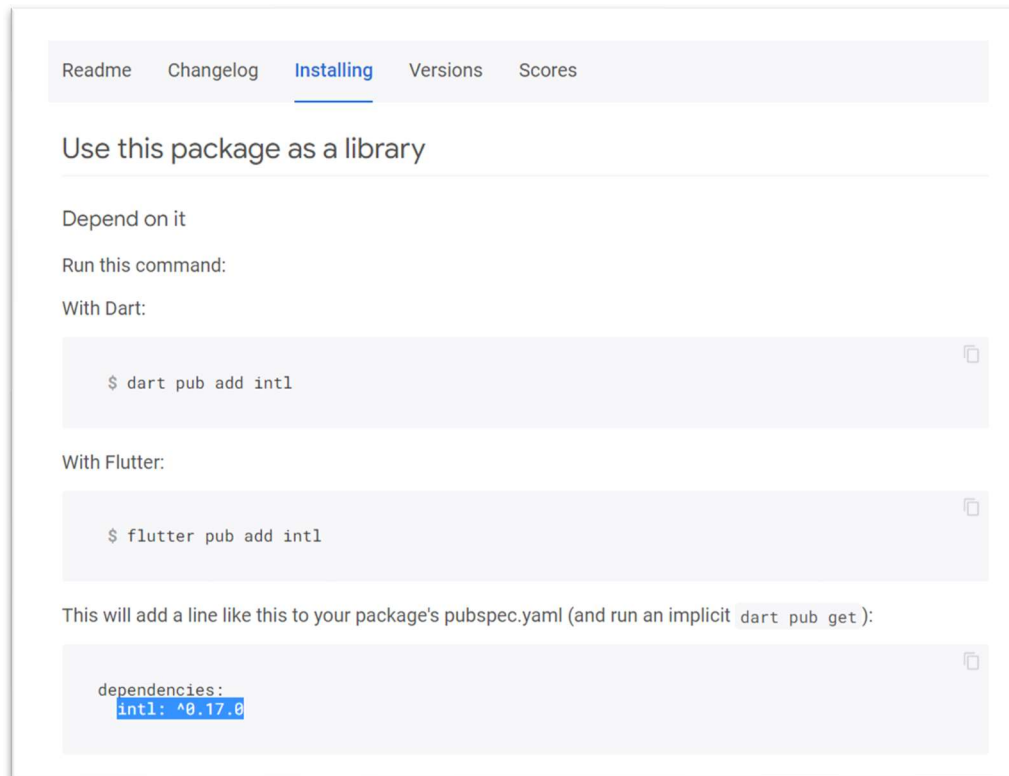 Readme Changelog Installing Versions Scores
Use this package as a library
Depend on it
Run this command:
With Dart:
$ dart pub add intl
With Flutter:
$ flutter pub add intl
This will add a line like this to your package's pubspec.yaml (and run an implicit dart pub get):
dependencies:
intl: ^0.17.0